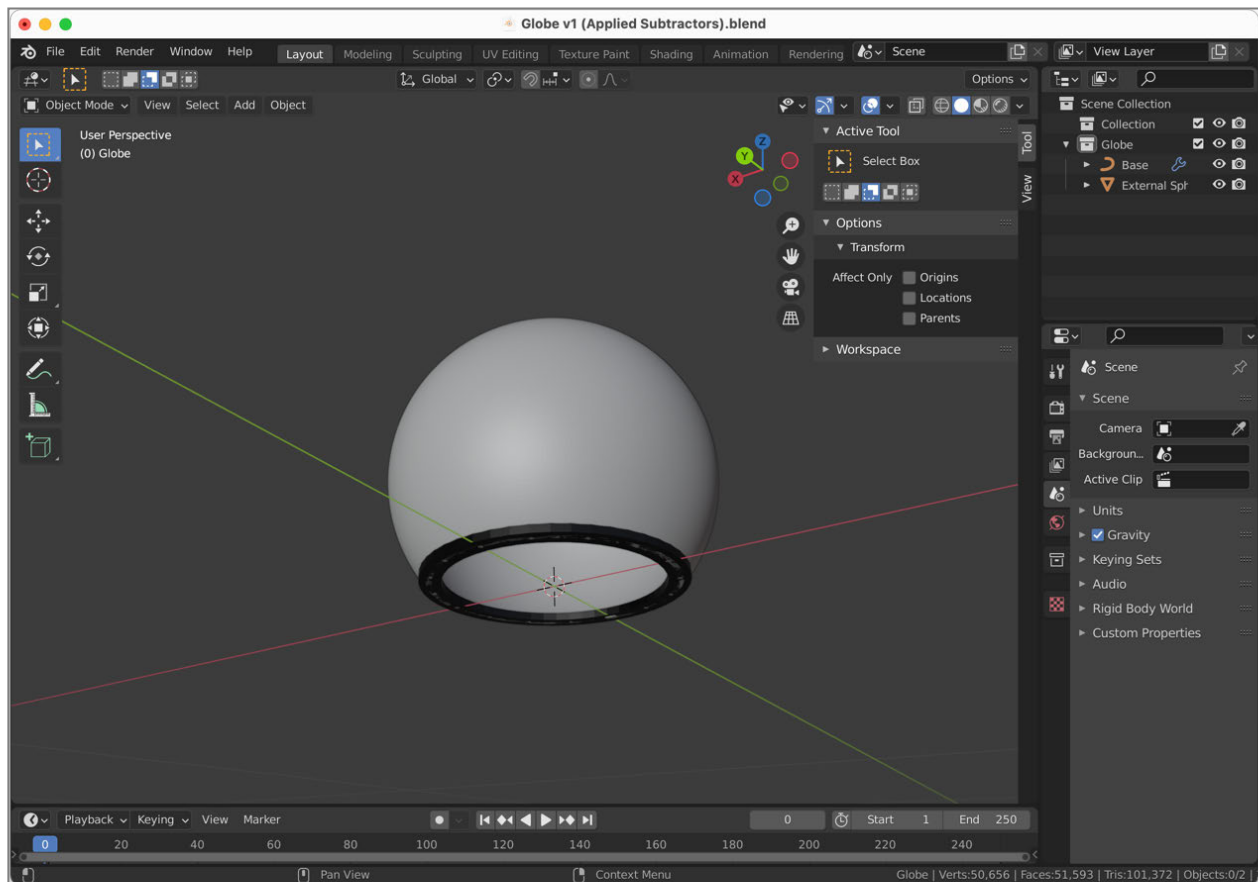 Globe v1 (Applied Subtractors).blend
File Edit Render Window Help Layout Modeling Sculpting UV Editing Texture Paint Shading Animation Rendering Scene View Layer
Global Options
Object Mode View Select Add Object
User Perspective
(0) Globe
X
Y
Z
Active Tool
Select Box
Options
Transform
Affect Only Origins
Locations
Parents
Workspace
Tool
View
Scene Collection
Collection
Globe
Base
External Sph
Scene
Scene
Camera
Backgroun...
Active Clip
Units
Gravity
Keying Sets
Audio
Rigid Body World
Custom Properties
Playback Keying View Marker 0 Start 1 End 250
0 20 40 60 80 100 120 140 160 180 200 220 240
Pan View Context Menu Globe | Verts:50,656 | Faces:51,593 | Tris:101,372 | Objects:0/2 |